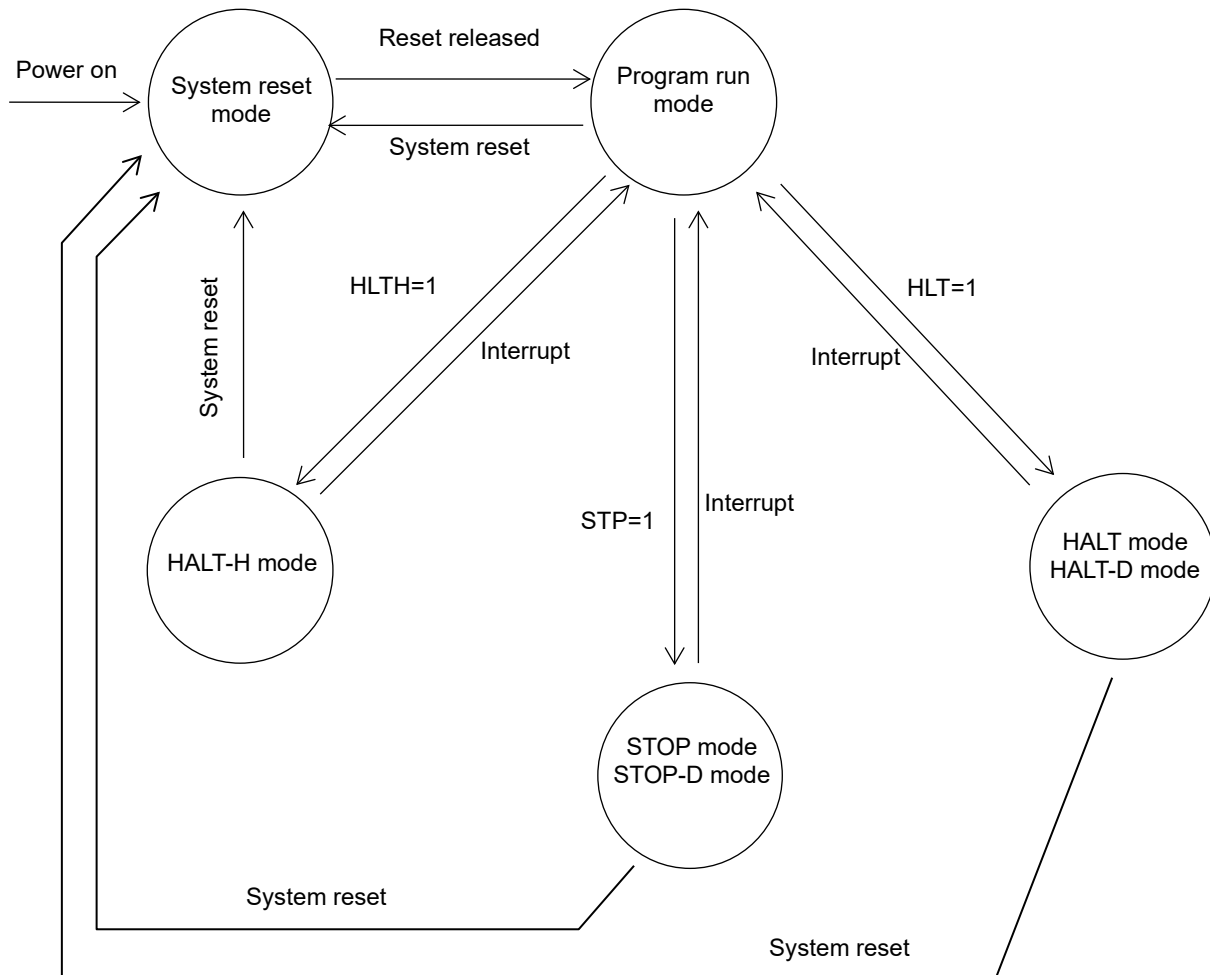 Reset released
Power on
System reset
mode
Program run
mode
System reset
System reset
HLTH=1
HLT=1
Interrupt
Interrupt
STP=1
Interrupt
HALT-H mode
HALT mode
HALT-D mode
STOP mode
STOP-D mode
System reset
System reset